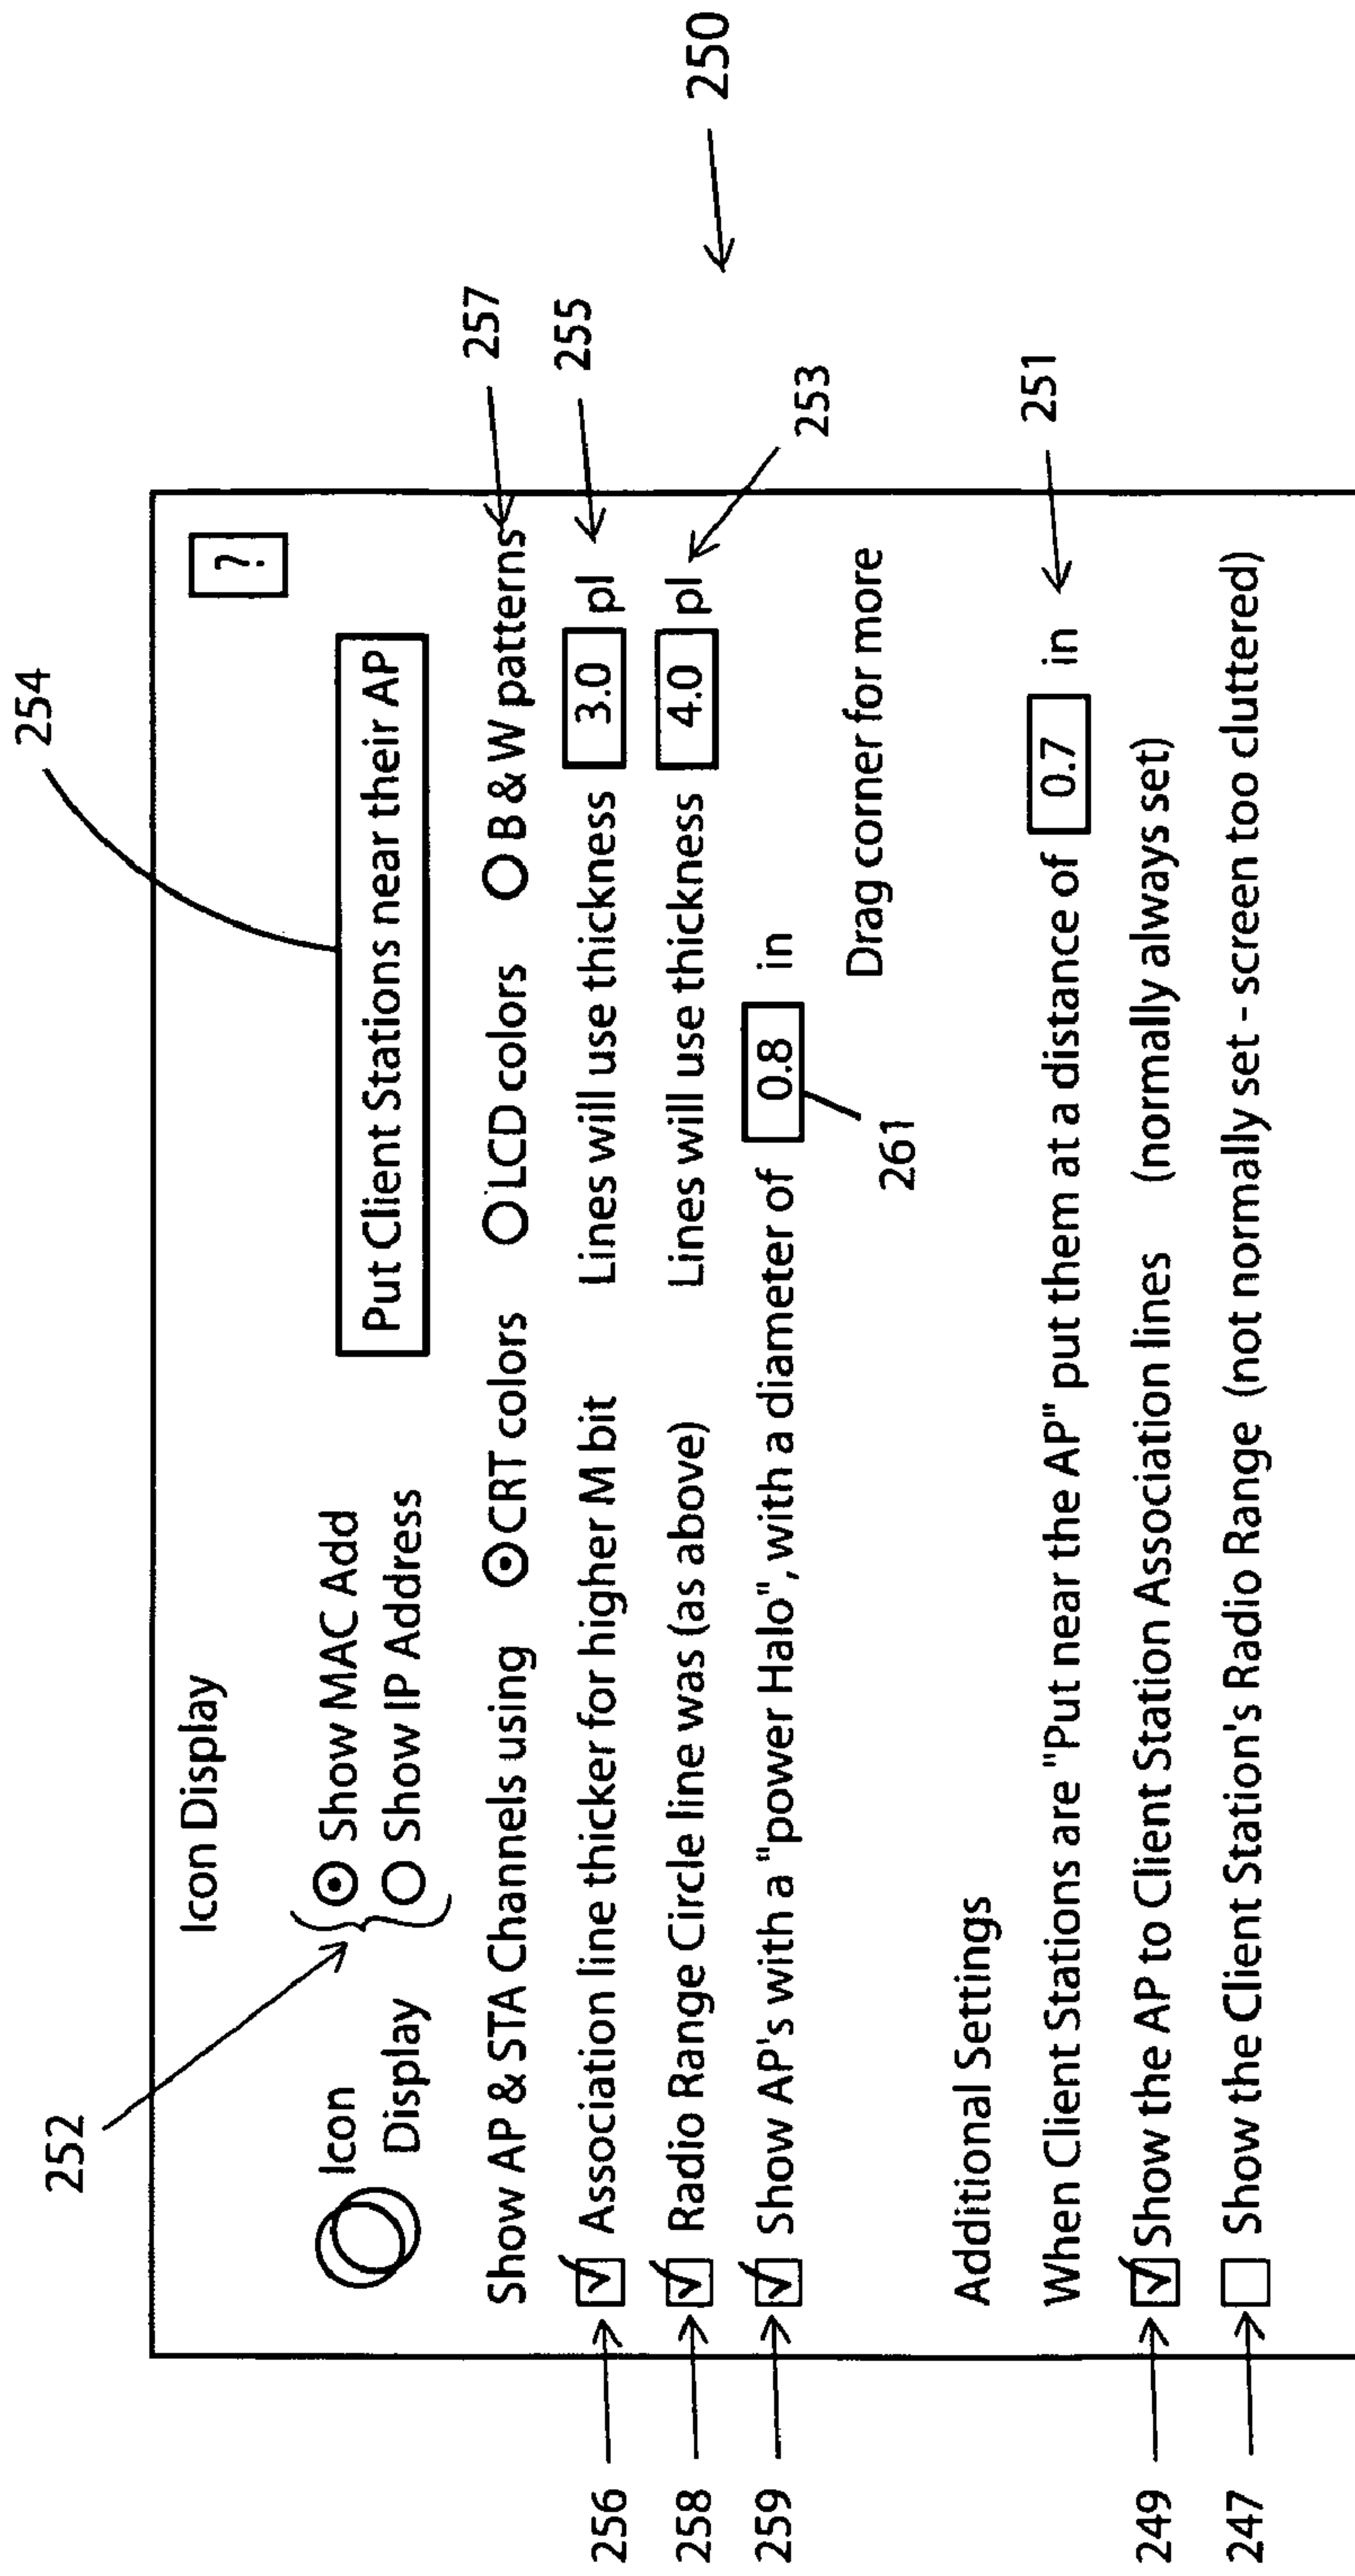 254
252
Icon Display
?
Icon
Display
Show MAC Add
Show IP Address
Put Client Stations near their AP
Show AP & STA Channels using CRT colors LCD colors B & W patterns
257
256
Association line thicker for higher M bit Lines will use thickness 3.0 pl
255
258
Radio Range Circle line was (as above) Lines will use thickness 4.0 pl
253
259
Show AP's with a "power Halo", with a diameter of 0.8 in
261
250
Drag corner for more
Additional Settings
When Client Stations are "Put near the AP" put them at a distance of 0.7 in
251
249
Show the AP to Client Station Association lines (normally always set)
247
Show the Client Station's Radio Range (not normally set - screen too cluttered)